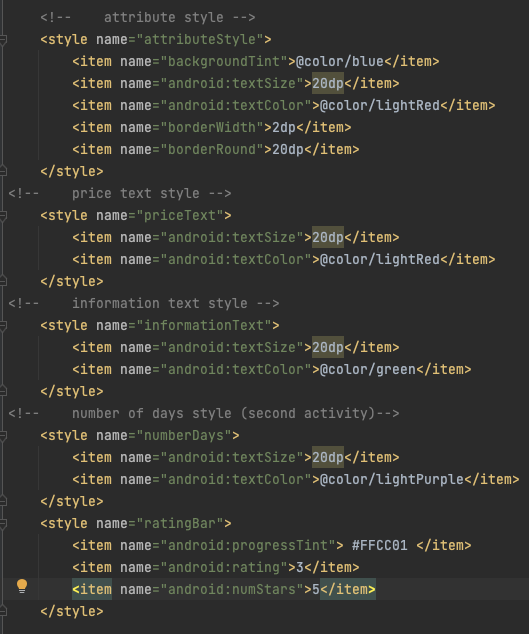 <!--    attribute style -->
<style name="attributeStyle">
<item name="backgroundTint">@color/blue</item>
<item name="android:textSize">20dp</item>
<item name="android:textColor">@color/lightRed</item>
<item name="borderWidth">2dp</item>
<item name="borderRound">20dp</item>
</style>
<!--    price text style -->
<style name="priceText">
<item name="android:textSize">20dp</item>
<item name="android:textColor">@color/lightRed</item>
</style>
<!--    information text style -->
<style name="informationText">
<item name="android:textSize">20dp</item>
<item name="android:textColor">@color/green</item>
</style>
<!--    number of days style (second activity)-->
<style name="numberDays">
<item name="android:textSize">20dp</item>
<item name="android:textColor">@color/lightPurple</item>
</style>
<style name="ratingBar">
<item name="android:progressTint"> #FFCC01 </item>
<item name="android:rating">3</item>
<item name="android:numStars">5</item>
</style>